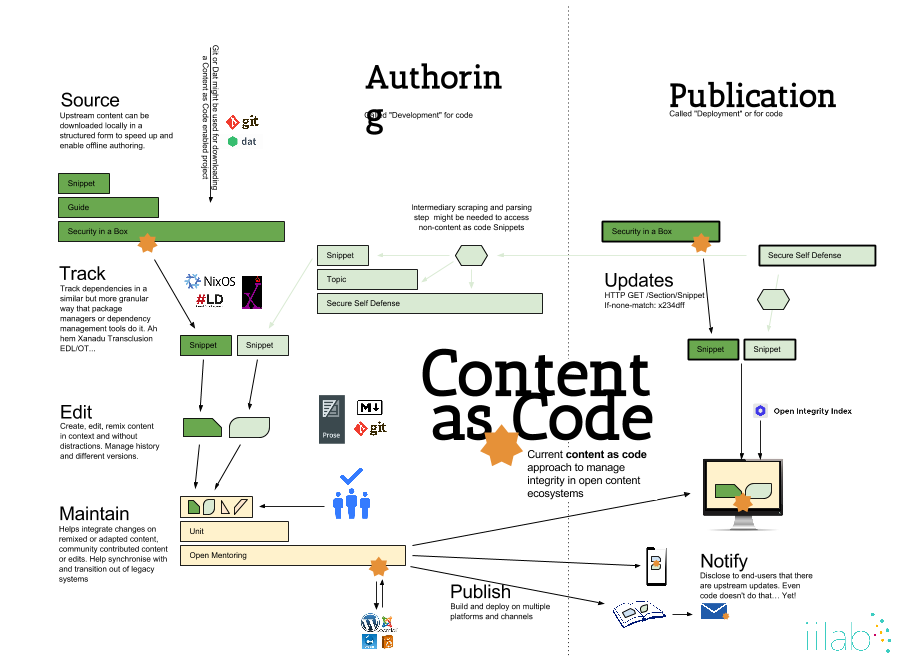 Authorin
g
Called "Development" for code
Publication
Called "Deployment" or for code
Source
Upstream content can be
downloaded locally in a
structured form to speed up and
enable offline authoring.
Git or Dat might be used for downloading
a Content as Code enabled project
git
dat
Snippet
Guide
Security in a Box
Intermediary scraping and parsing
step might be needed to access
non-content as code Snippets
Snippet
Topic
Secure Self Defense
Security in a Box
Secure Self Defense
Track
Track dependencies in a
similar but more granular
way that package
managers or dependency
management tools do it. Ah
hem Xanadu Transclusion
EDL/OT...
NixOS
#LD
Snippet
Snippet
Updates
HTTP GET /Section/Snippet
If-none-match: x234dff
Snippet
Snippet
Content
as Code
Current content as code
approach to manage
integrity in open content
ecosystems
Edit
Create, edit, remix content
in context and without
distractions. Manage history
and different versions.
Prose
M
git
Open Integrity Index
Maintain
Helps integrate changes on
remixed or adapted content,
community contributed content
or edits. Help synchronise with
and transition out of legacy
systems
Unit
Open Mentoring
Publish
Build and deploy on multiple
platforms and channels
Notify
Disclose to end-users that there
are upstream updates. Even
code doesn't do that... Yet!
iilab